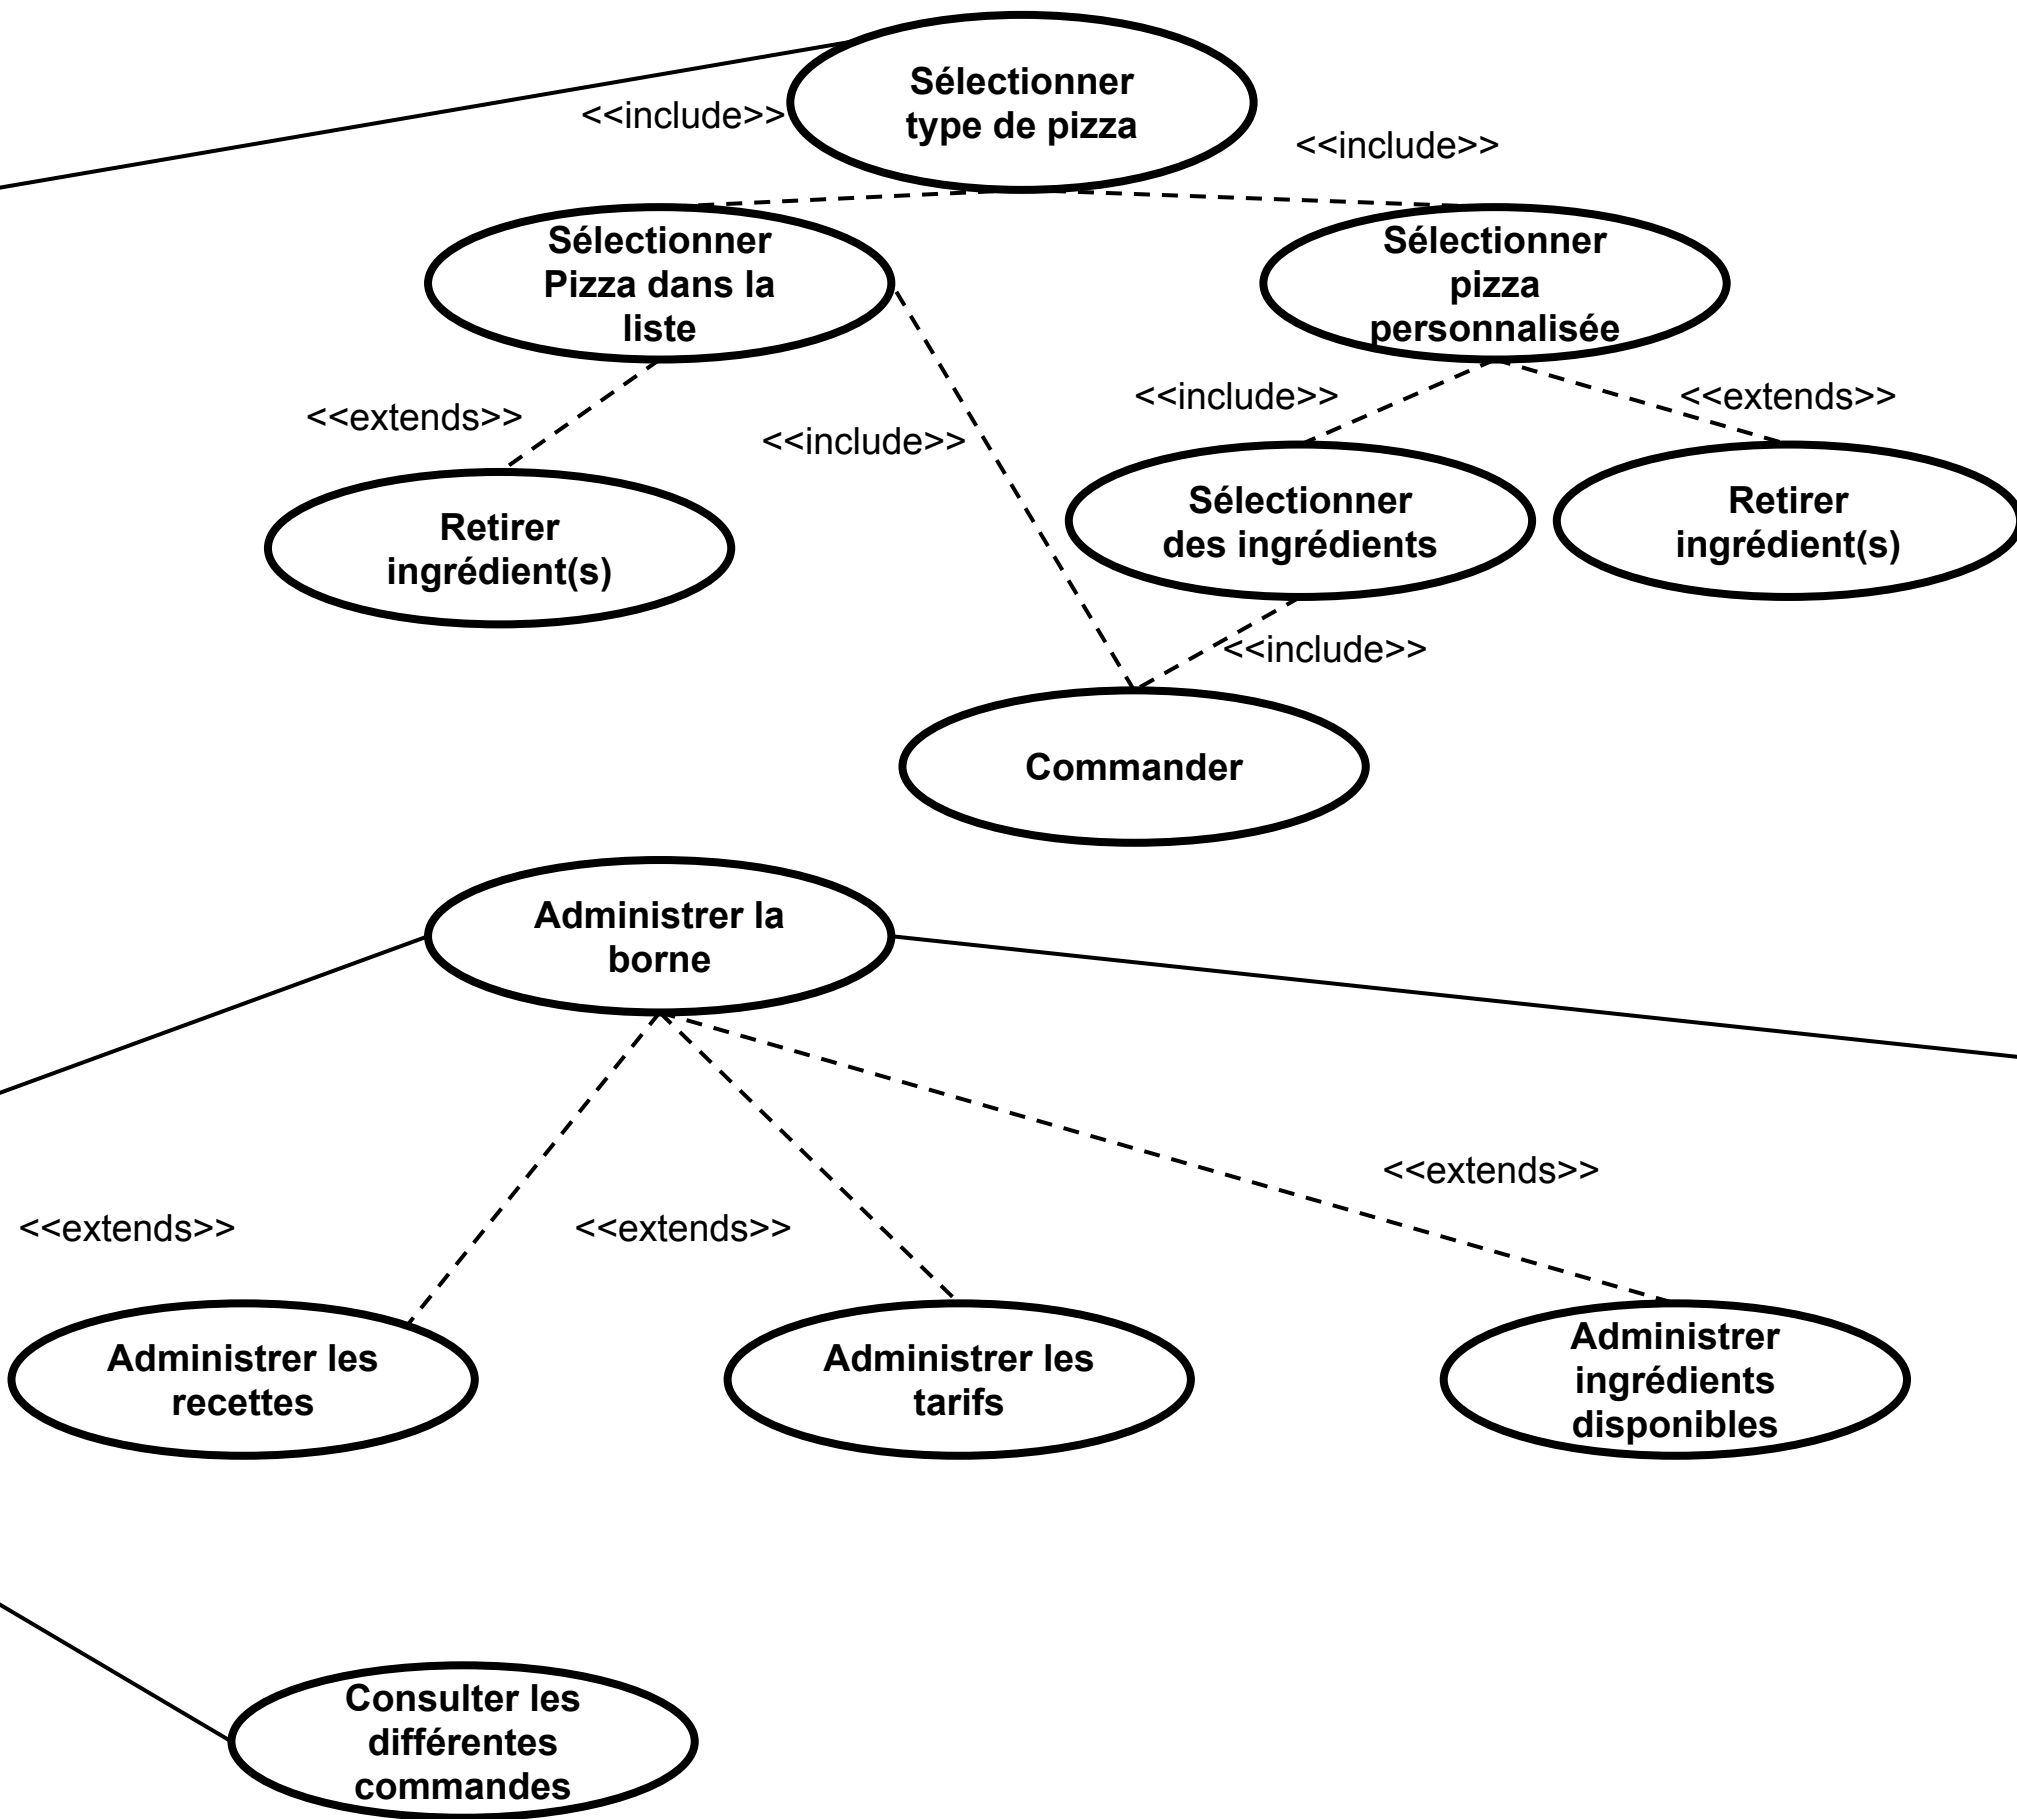 Sélectionner
type de pizza
<<include>>
<<include>>
Sélectionner
Pizza dans la
liste
Sélectionner
pizza
personnalisée
<<extends>>
<<include>>
<<include>>
<<extends>>
Retirer
ingrédient(s)
Sélectionner
des ingrédients
Retirer
ingrédient(s)
<<include>>
Commander
Administrer la
borne
<<extends>>
<<extends>>
<<extends>>
Administrer les
recettes
Administrer les
tarifs
Administrer
ingrédients
disponibles
Consulter les
différentes
commandes